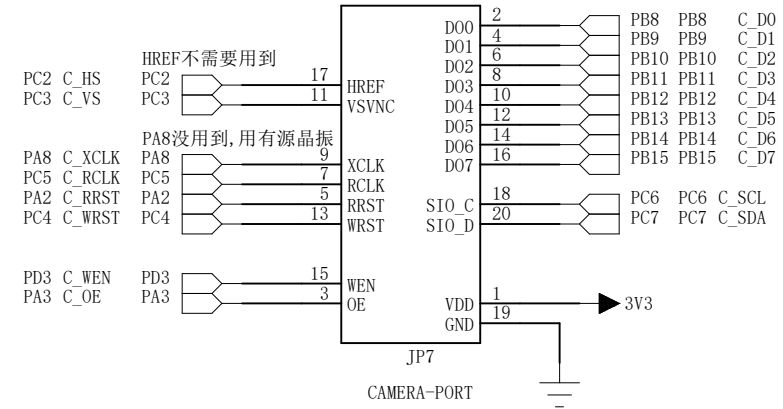 2 PB8 PB8 C_D0
DO0
4 PB9 PB9 C_D1
DO1
6 PB10 PB10 C_D2
HREF不需要用到 DO2
8 PB11 PB11 C_D3
PC2 C_HS PC2 17 HREF DO3
10 PB12 PB12 C_D4
PC3 C_VS PC3 11 VSVNC DO4
12 PB13 PB13 C_D5
DO5
14 PB14 PB14 C_D6
PA8没用到,用有源晶振 DO6
16 PB15 PB15 C_D7
PA8 C_XCLK PA8 9 XCLK DO7
PC5 C_RCLK PC5 7 RCLK
PA2 C_RRST PA2 5 RRST SIO_C 18 PC6 PC6 C_SCL
PC4 C_WRST PC4 13 WRST SIO_D 20 PC7 PC7 C_SDA
PD3 C_WEN PD3 15 WEN
PA3 C_OE PA3 3 OE VDD 1 3V3
GND 19
JP7
CAMERA-PORT